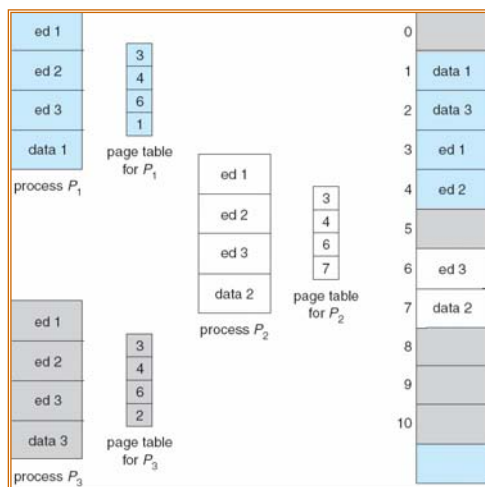 ed 1
ed 2
ed 3
data 1
process P1
3
4
6
1
page table
for P1
ed 1
ed 2
ed 3
data 2
process P2
3
4
6
7
page table
for P2
ed 1
ed 2
ed 3
data 3
process P3
3
4
6
2
page table
for P3
0
1 data 1
2 data 3
3 ed 1
4 ed 2
5
6 ed 3
7 data 2
8
9
10